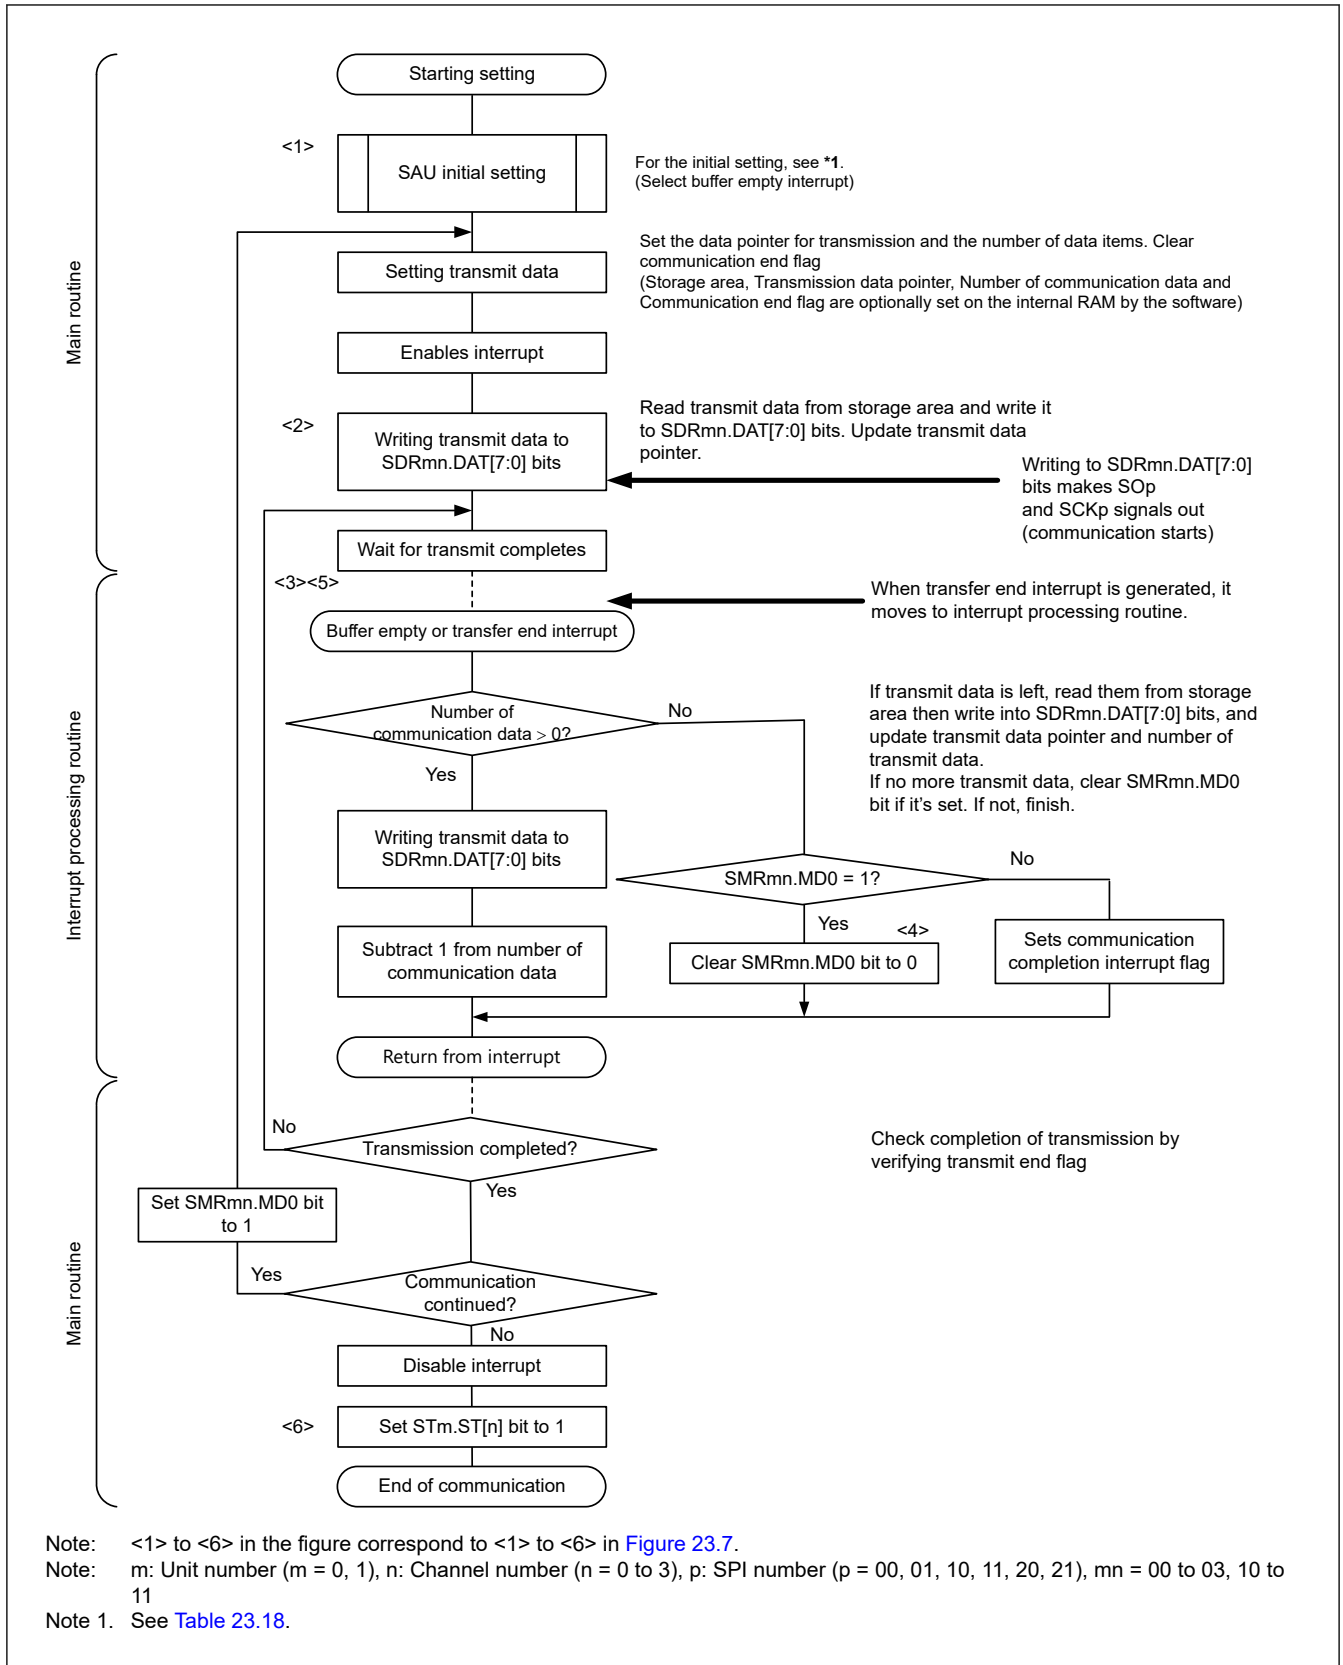 Starting setting
<1>
SAU initial setting
For the initial setting, see *1.
(Select buffer empty interrupt)
Main routine
Setting transmit data
Set the data pointer for transmission and the number of data items. Clear
communication end flag
(Storage area, Transmission data pointer, Number of communication data and
Communication end flag are optionally set on the internal RAM by the software)
Enables interrupt
<2>
Writing transmit data to
SDRmn.DAT[7:0] bits
Read transmit data from storage area and write it
to SDRmn.DAT[7:0] bits. Update transmit data
pointer.
Writing to SDRmn.DAT[7:0]
bits makes SOp
and SCKp signals out
(communication starts)
Wait for transmit completes
<3><5>
When transfer end interrupt is generated, it
moves to interrupt processing routine.
Buffer empty or transfer end interrupt
Interrupt processing routine
Number of
communication data > 0?
No
Yes
If transmit data is left, read them from storage
area then write into SDRmn.DAT[7:0] bits, and
update transmit data pointer and number of
transmit data.
If no more transmit data, clear SMRmn.MD0
bit if it's set. If not, finish.
Writing transmit data to
SDRmn.DAT[7:0] bits
SMRmn.MD0 = 1?
No
Yes
<4>
Subtract 1 from number of
communication data
Clear SMRmn.MD0 bit to 0
Sets communication
completion interrupt flag
Return from interrupt
Main routine
No
Transmission completed?
Yes
Check completion of transmission by
verifying transmit end flag
Set SMRmn.MD0 bit
to 1
Yes
Communication
continued?
No
Disable interrupt
<6>
Set STm.ST[n] bit to 1
End of communication
Note: <1> to <6> in the figure correspond to <1> to <6> in Figure 23.7.
Note: m: Unit number (m = 0, 1), n: Channel number (n = 0 to 3), p: SPI number (p = 00, 01, 10, 11, 20, 21), mn = 00 to 03, 10 to
11
Note 1. See Table 23.18.